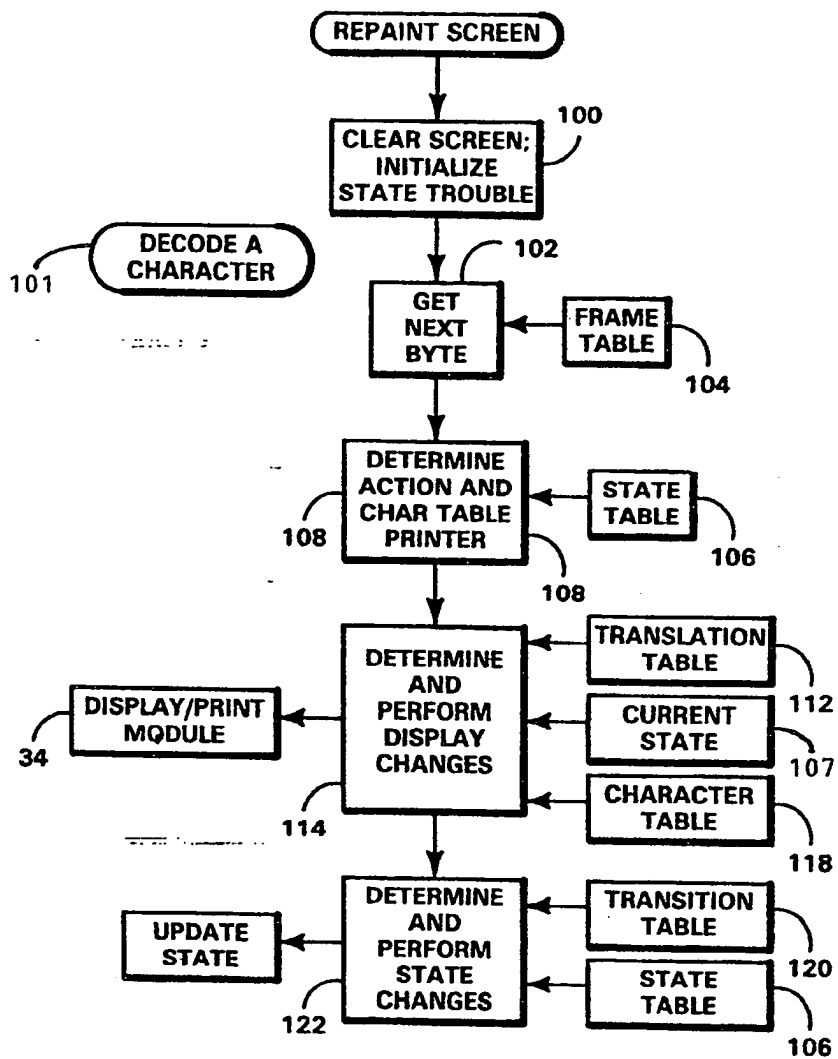 REPAINT SCREEN
100
CLEAR SCREEN;
INITIALIZE
STATE TROUBLE
DECODE A
CHARACTER
101
102
GET
NEXT
BYTE
FRAME
TABLE
104
DETERMINE
ACTION AND
CHAR TABLE
PRINTER
108
108
STATE
TABLE
106
DETERMINE
AND
PERFORM
DISPLAY
CHANGES
114
DISPLAY/PRINT
MODULE
34
TRANSLATION
TABLE
112
CURRENT
STATE
107
CHARACTER
TABLE
118
DETERMINE
AND
PERFORM
STATE
CHANGES
122
UPDATE
STATE
TRANSITION
TABLE
120
STATE
TABLE
106